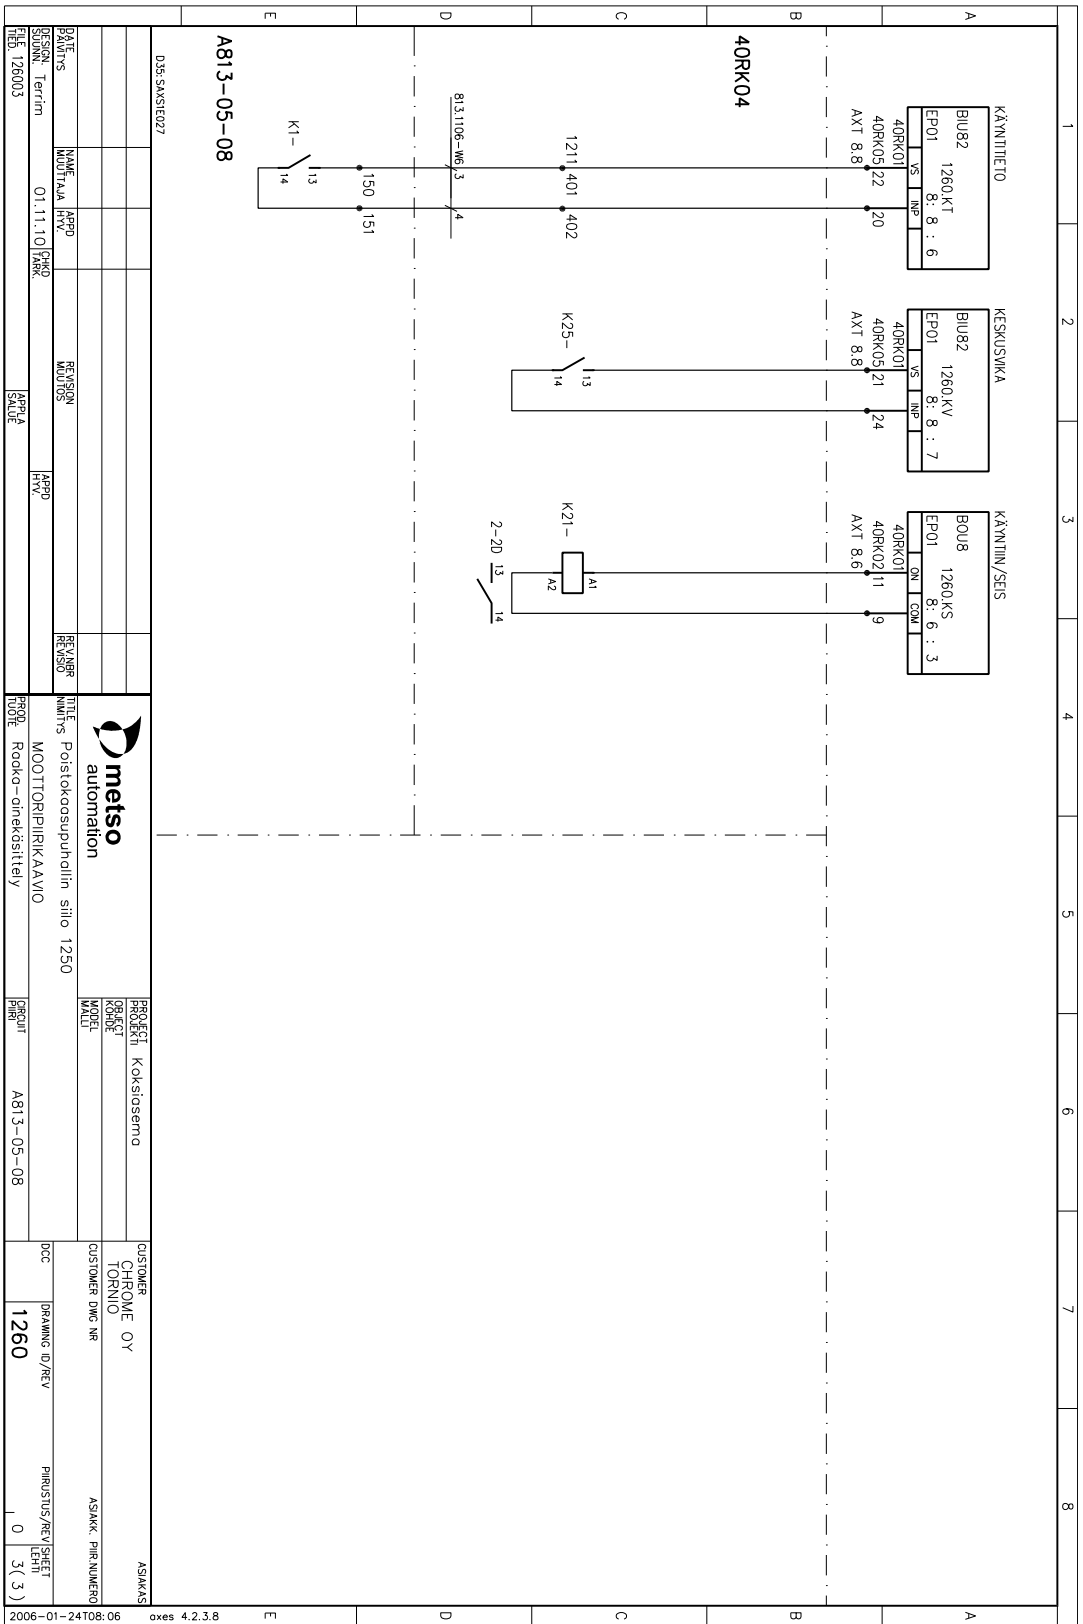 1
2
3
4
5
6
7
8
A
B
C
D
E
A
B
C
D
E
KÄYNTITIETO
BIU82
1260.KT
EP01
8: 8 : 6
VS
INP
40RK01
40RK05
22
20
AXT 8.8
KESKUSVIKA
BIU82
1260.KV
EP01
8: 8 : 7
VS
INP
40RK01
40RK05
21
24
AXT 8.8
KÄYNTIIN/SEIS
BOU8
1260.KS
EP01
8: 6 : 3
ON
COM
40RK01
40RK02
11
9
AXT 8.6
40RK04
1211
401
402
K25-
13
14
K21-
A1
A2
2-2D
13
14
813.1106-W6
3
4
150
151
K1-
13
14
A813-05-08
D35:SAXS1E027
DATE
PAIVITYS
NAME
MUUTTAJA
APPD
HYV.
REVISION
MUUTOS
REV.NBR
REVISIO
DESIGN.
SUUNN.
Terrim
01.11.10
CHKD
TARK.
APPD
HYV.
FILE
TIED.
126003
APPLA
SALUE
metso
automation
TITLE
NIMITYS
Poistokaasupuhallin siilo 1250
MOOTTORIPIIRIKAAVIO
PROD.
TUOTE
Raaka-ainekäsittely
PROJECT
PROJEKTI
Koksiasema
OBJECT
KOHDE
MODEL
MALLI
CIRCUIT
PIIRI
A813-05-08
CUSTOMER
ASIAKAS
CHROME OY
TORNIO
CUSTOMER DWG NR
ASIAKK. PIIR.NUMERO
DCC
DRAWING ID/REV
PIIRUSTUS/REV
SHEET
LEHTI
1260
0
3( 3 )
2006-01-24T08:06
axes 4.2.3.8